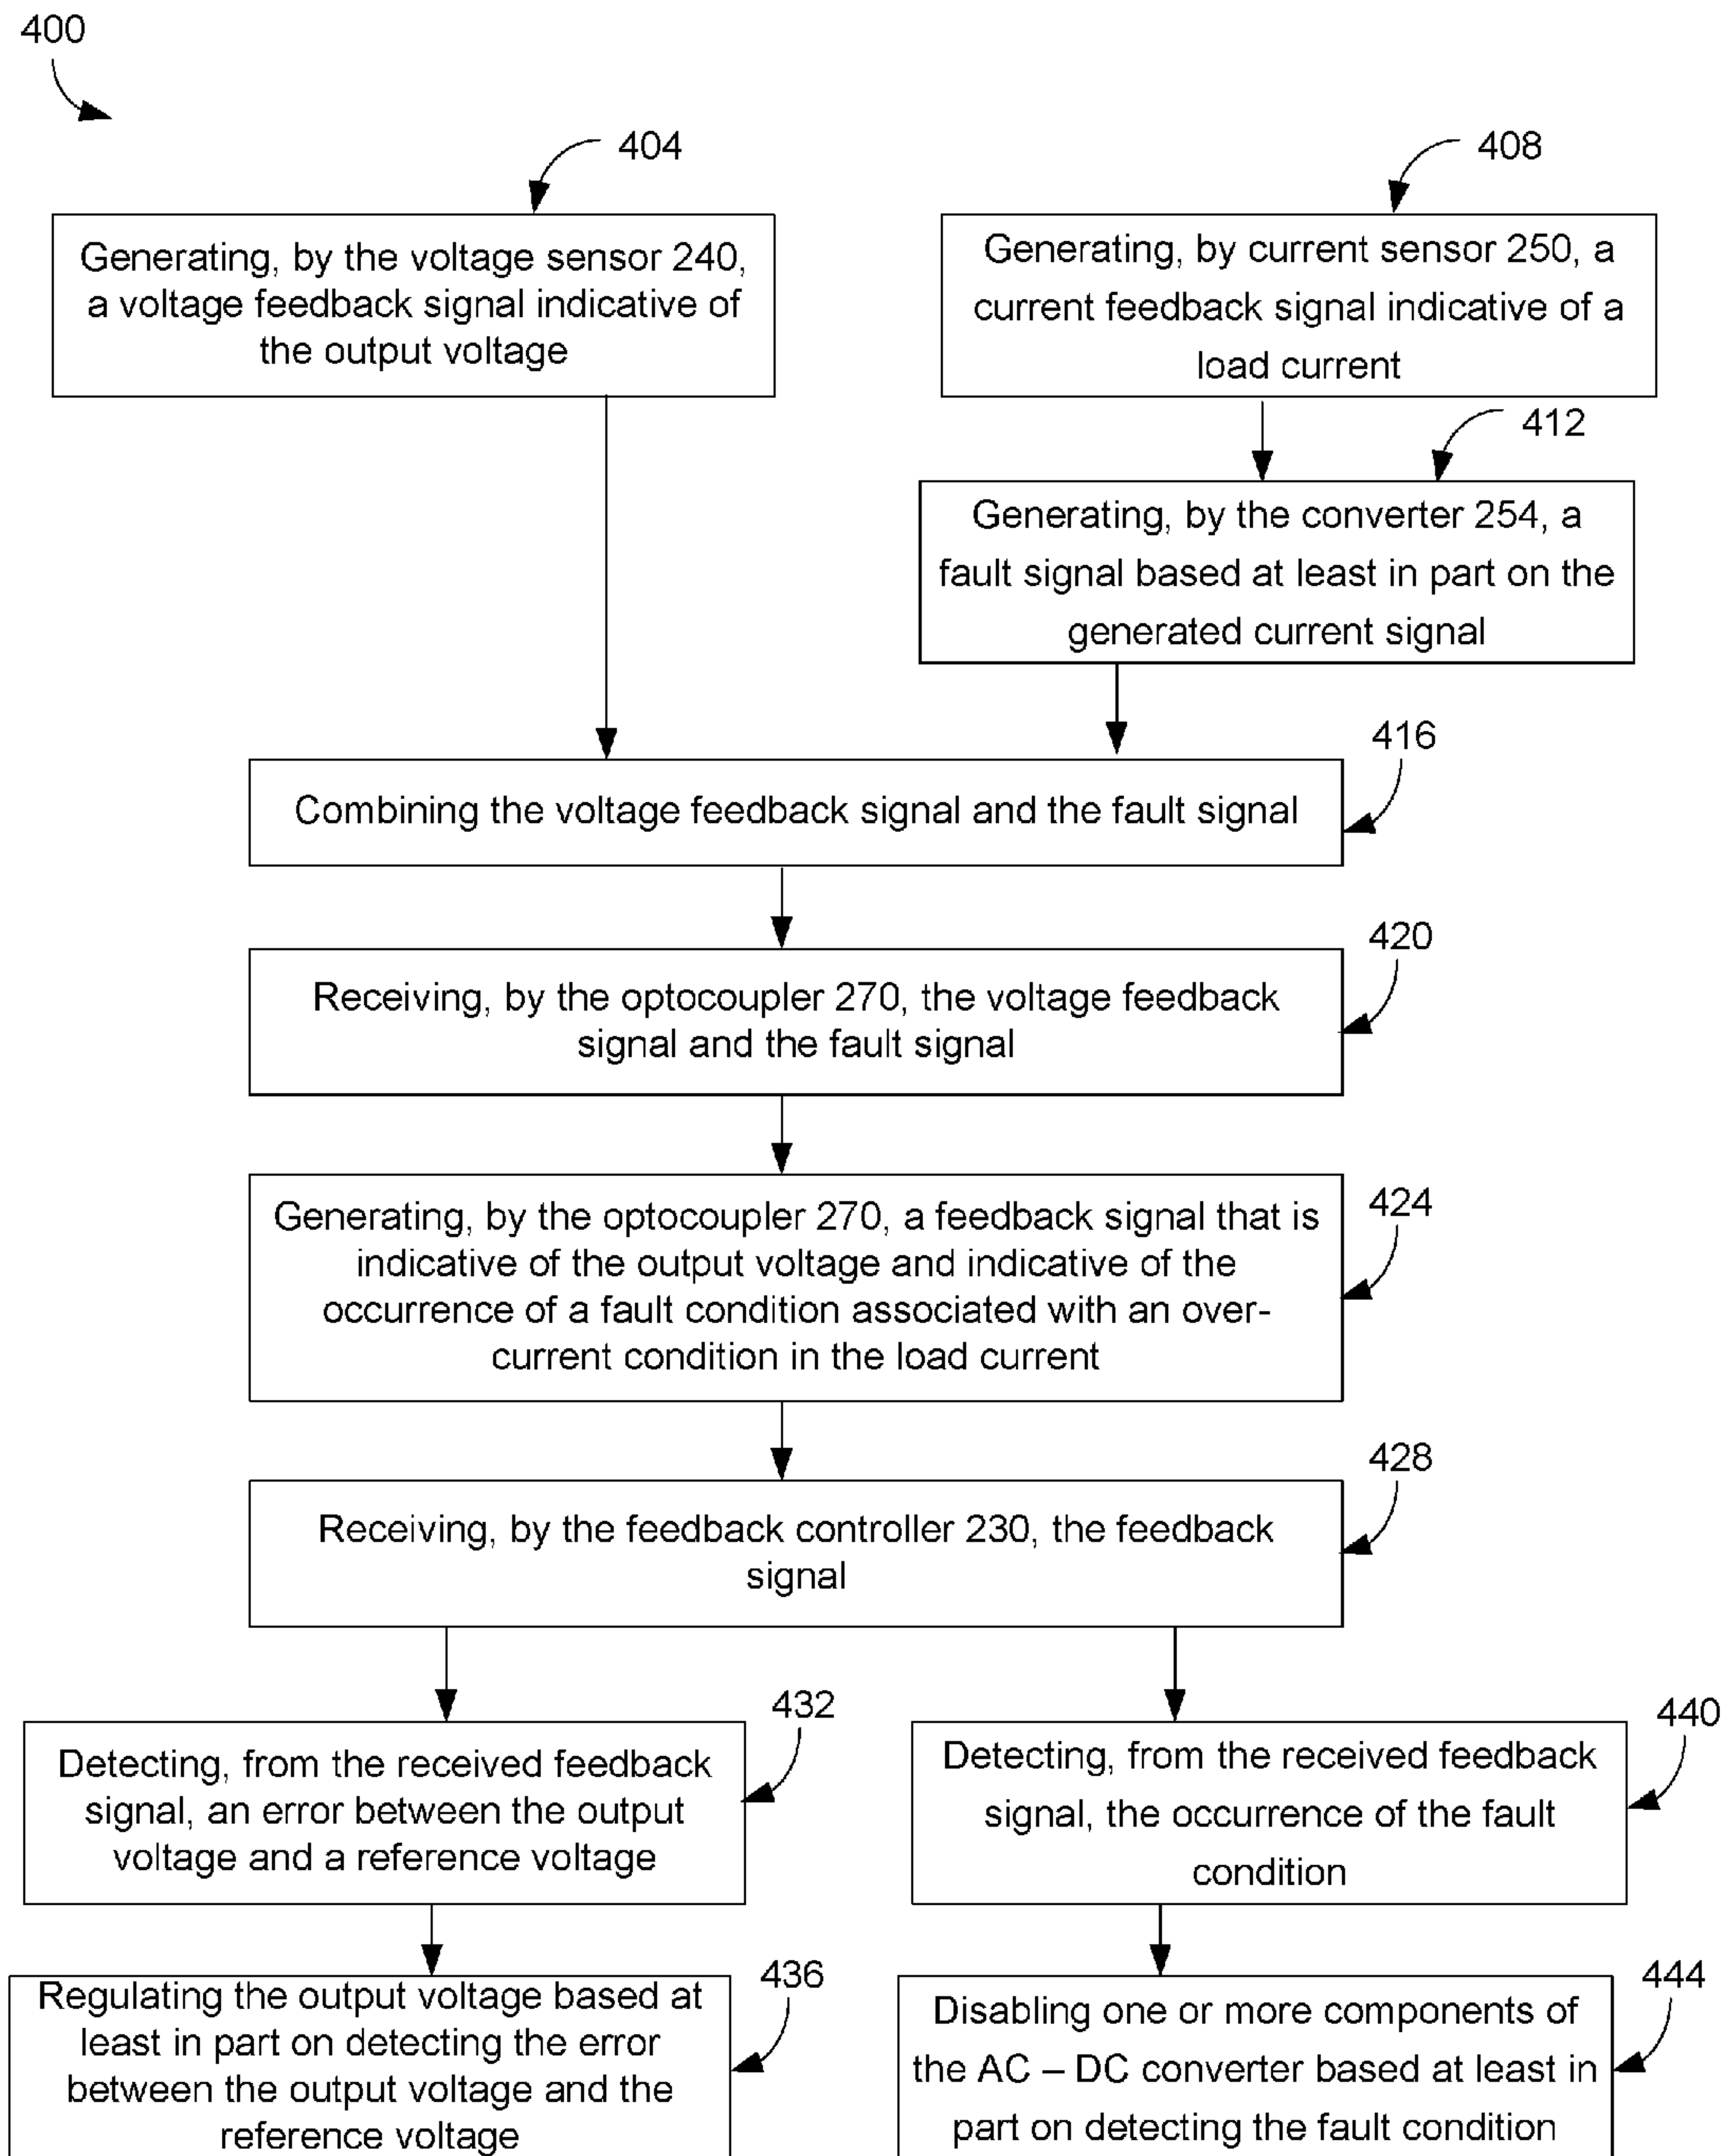 400
404
Generating, by the voltage sensor 240,
a voltage feedback signal indicative of
the output voltage
408
Generating, by current sensor 250, a
current feedback signal indicative of a
load current
412
Generating, by the converter 254, a
fault signal based at least in part on the
generated current signal
416
Combining the voltage feedback signal and the fault signal
420
Receiving, by the optocoupler 270, the voltage feedback
signal and the fault signal
424
Generating, by the optocoupler 270, a feedback signal that is
indicative of the output voltage and indicative of the
occurrence of a fault condition associated with an over-
current condition in the load current
428
Receiving, by the feedback controller 230, the feedback
signal
432
Detecting, from the received feedback
signal, an error between the output
voltage and a reference voltage
440
Detecting, from the received feedback
signal, the occurrence of the fault
condition
436
Regulating the output voltage based at
least in part on detecting the error
between the output voltage and the
reference voltage
444
Disabling one or more components of
the AC – DC converter based at least in
part on detecting the fault condition